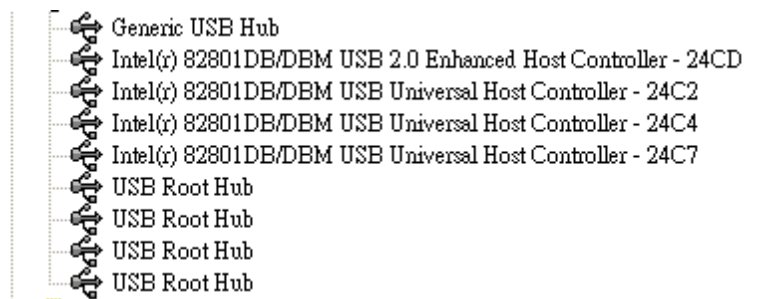 Generic USB Hub
Intel(r) 82801DB/DBM USB 2.0 Enhanced Host Controller - 24CD
Intel(r) 82801DB/DBM USB Universal Host Controller - 24C2
Intel(r) 82801DB/DBM USB Universal Host Controller - 24C4
Intel(r) 82801DB/DBM USB Universal Host Controller - 24C7
USB Root Hub
USB Root Hub
USB Root Hub
USB Root Hub